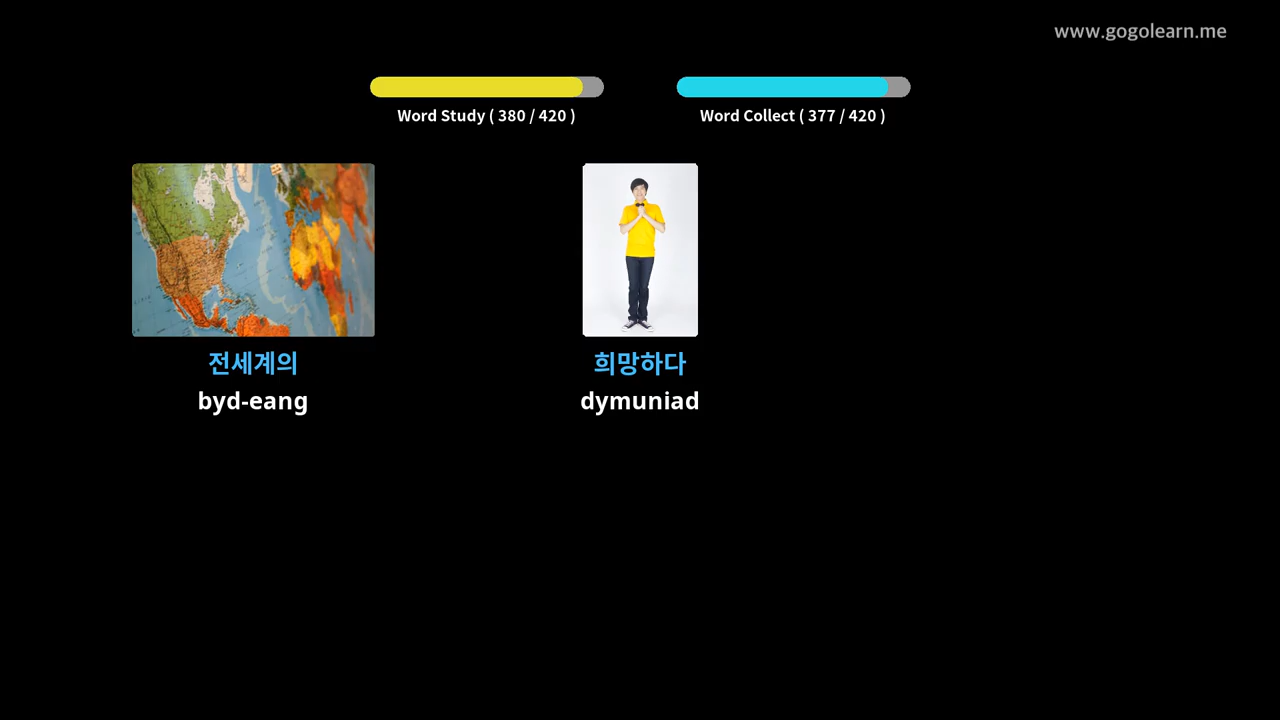 www.gogolearn.me
Word Study ( 380 / 420 )
Word Collect ( 377 / 420 )
전세계의
byd-eang
희망하다
dymuniad